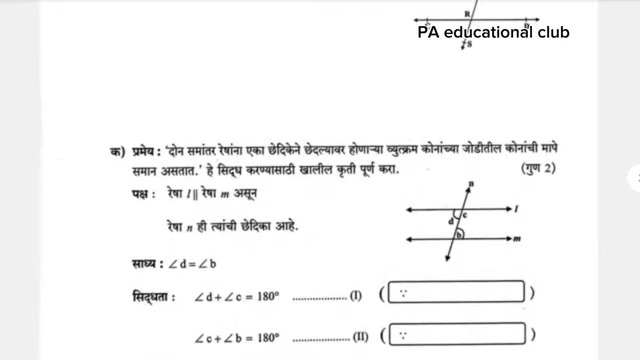 R
C D
PA educational club
S
क) प्रमेय : 'दोन समांतर रेषांना एका छेदिकेने छेदल्यावर होणाऱ्या व्युत्क्रम कोनांच्या जोडीतील कोनांची मापे
समान असतात.' हे सिद्ध करण्यासाठी खालील कृती पूर्ण करा. (गुण 2)
पक्ष : रेषा l || रेषा m असून
n
c l
d
रेषा n ही त्यांची छेदिका आहे.
b m
साध्य : ∠d = ∠b
सिद्धता : ∠d + ∠c = 180° ................... (I) ( ∵ )
∠c + ∠b = 180° ................... (II) ( ∵ )